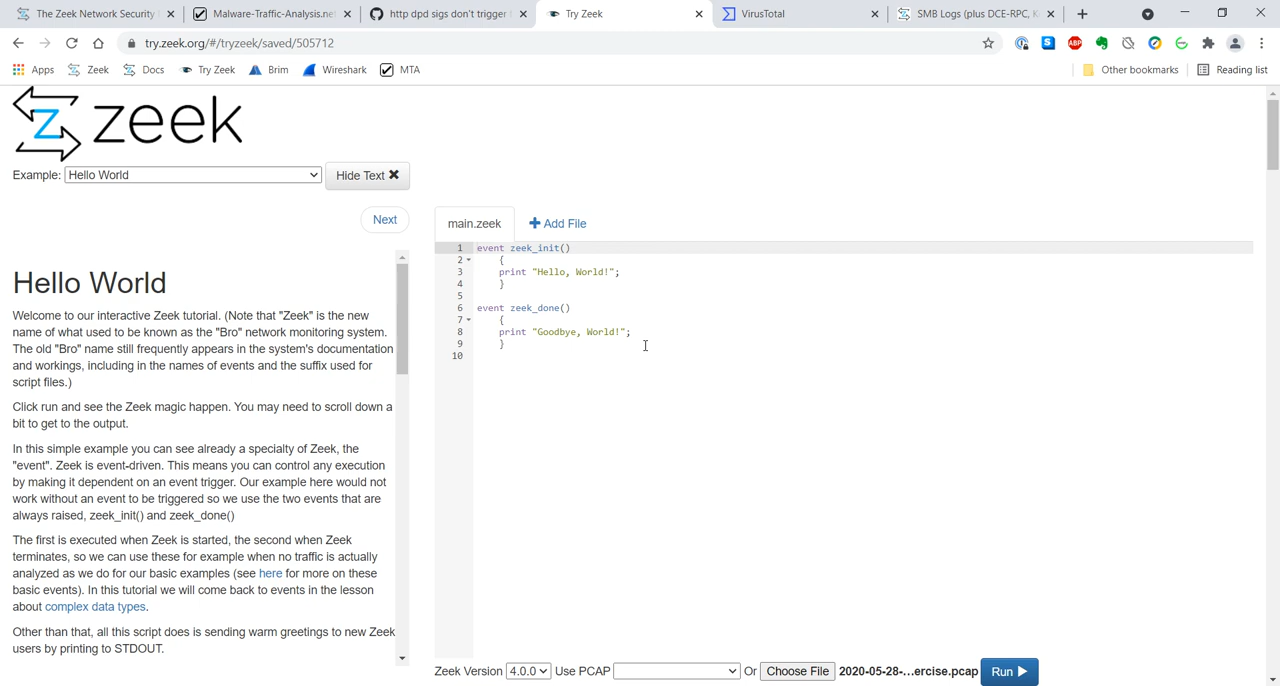 The Zeek Network Security
Malware-Traffic-Analysis.net
http dpd sigs don't trigger
Try Zeek
VirusTotal
SMB Logs (plus DCE-RPC, K
try.zeek.org/#/tryzeek/saved/505712
Apps
Zeek
Docs
Try Zeek
Brim
Wireshark
MTA
Other bookmarks
Reading list
zeek
Example:
Hello World
Hide Text ✖
Next
main.zeek
Add File
Hello World
Welcome to our interactive Zeek tutorial. (Note that "Zeek" is the new
name of what used to be known as the "Bro" network monitoring system.
The old "Bro" name still frequently appears in the system's documentation
and workings, including in the names of events and the suffix used for
script files.)
Click run and see the Zeek magic happen. You may need to scroll down a
bit to get to the output.
In this simple example you can see already a specialty of Zeek, the
"event". Zeek is event-driven. This means you can control any execution
by making it dependent on an event trigger. Our example here would not
work without an event to be triggered so we use the two events that are
always raised, zeek_init() and zeek_done()
The first is executed when Zeek is started, the second when Zeek
terminates, so we can use these for example when no traffic is actually
analyzed as we do for our basic examples (see here for more on these
basic events). In this tutorial we will come back to events in the lesson
about complex data types.
Other than that, all this script does is sending warm greetings to new Zeek
users by printing to STDOUT.
1 event zeek_init()
2 {
3 print "Hello, World!";
4 }
5
6 event zeek_done()
7 {
8 print "Goodbye, World!";
9 }
10
Zeek Version 4.0.0 Use PCAP Or Choose File 2020-05-28-...ercise.pcap Run